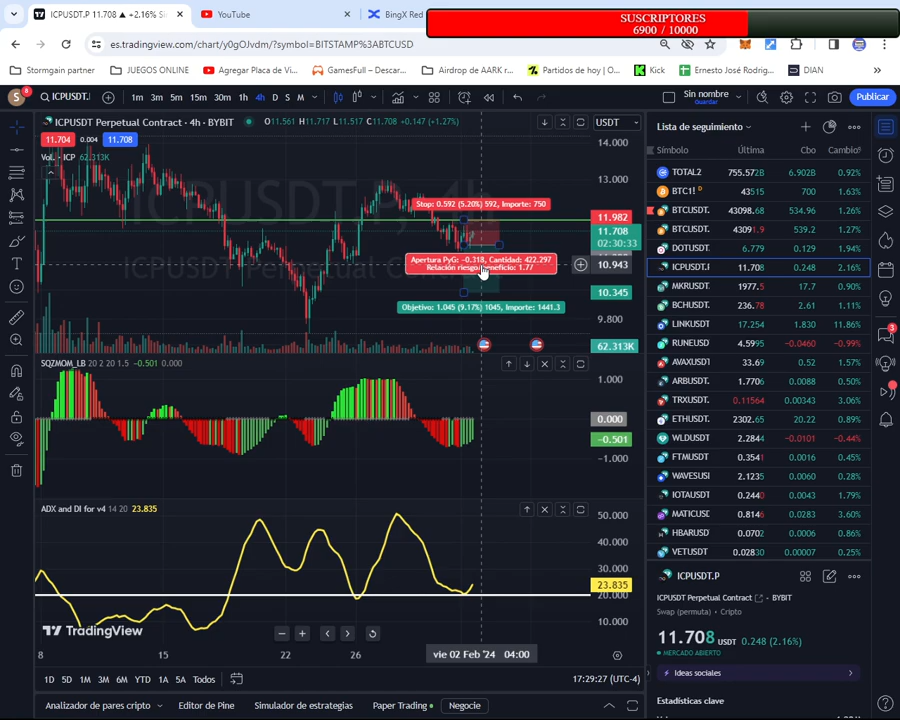 ICPUSDT.P 11.708 ▲ +2.16% Si
YouTube
BingX Red
SUSCRIPTORES
6900 / 10000
es.tradingview.com/chart/y0gOJvdm/?symbol=BITSTAMP%3ABTCUSD
Stormgain partner
JUEGOS ONLINE
Agregar Placa de Vi...
GamesFull – Descar...
Airdrop de AARK r...
Partidos de hoy | O...
Kick
Ernesto José Rodrig...
DIAN
S
8
ICPUSDT.
1m 3m 5m 15m 30m 1h 4h D S M
Sin nombre
Guardar
Publicar
ICPUSDT Perpetual Contract · 4h · BYBIT
O11.561 H11.717 L11.517 C11.708 +0.147 (+1.27%)
USDT
11.704 0.004 11.708
Vol. · ICP 62.313K
ICPUSDT.P, 4h
ICPUSDT Perpetual Contract
14.000
13.000
11.982
11.708
02:30:33
10.943
10.345
9.800
62.313K
Stop: 0.592 (5.20%) 592, Importe: 750
Apertura PyG: -0.318, Cantidad: 422.297
Relación riesgo/beneficio: 1.77
Objetivo: 1.045 (9.17%) 1045, Importe: 1441.3
SQZMOM_LB 20 2 20 1.5 -0.501 0.000
1.000
0.000
−0.501
−1.000
ADX and DI for v4 14 20 23.835
50.000
40.000
30.000
23.835
20.000
10.000
TradingView
8
15
22
26
vie 02 Feb '24 04:00
1D 5D 1M 3M 6M YTD 1A 5A Todos
17:29:27 (UTC-4)
Analizador de pares cripto
Editor de Pine
Simulador de estrategias
Paper Trading
Negocie
Lista de seguimiento
Símbolo Última Cbo Cambio%
TOTAL2 755.572B 6.902B 0.92%
BTC1! D 43515 700 1.63%
BTCUSDT. 43098.68 534.96 1.26%
BTCUSDT. 43091.9 539.2 1.27%
DOTUSDT. 6.779 0.129 1.94%
ICPUSDT.P 11.708 0.248 2.16%
MKRUSDT. 1977.5 17.7 0.90%
BCHUSDT. 236.78 2.61 1.11%
LINKUSDT 17.254 1.830 11.86%
RUNEUSD 4.5995 −0.0460 −0.99%
AVAXUSDT 33.69 0.52 1.57%
ARBUSDT. 1.7706 0.0088 0.50%
TRXUSDT. 0.11564 0.00343 3.06%
ETHUSDT. 2302.65 20.22 0.89%
WLDUSDT 2.2844 −0.0101 −0.44%
FTMUSDT 0.3541 0.0016 0.45%
WAVESUSI 2.1235 0.0060 0.28%
IOTAUSDT 0.2440 0.0043 1.79%
MATICUSC 0.8146 0.0283 3.60%
HBARUSD 0.0702 0.0006 0.86%
VETUSDT 0.02830 0.00007 0.25%
ICPUSDT.P
ICPUSDT Perpetual Contract · BYBIT
Swap (permuta) · Cripto
11.708 USDT 0.248 (2.16%)
MERCADO ABIERTO
Ideas sociales
Estadísticas clave
3